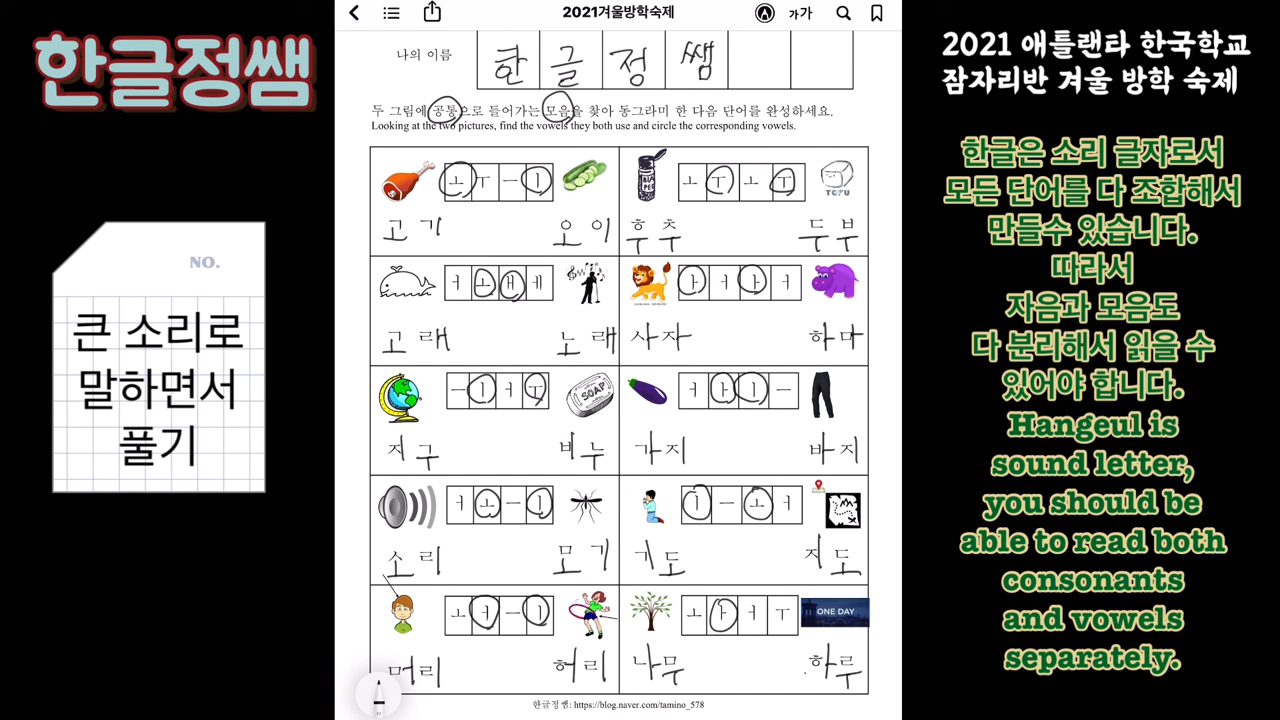 한글정쌤
NO.
큰 소리로
말하면서
풀기
2021겨울방학숙제
가가
나의 이름
한 글 정 쌤
두 그림에 공통으로 들어가는 모음을 찾아 동그라미 한 다음 단어를 완성하세요.
Looking at the two pictures, find the vowels they both use and circle the corresponding vowels.
ㅗ ㅜ ㅡ ㅣ
고기 오이
ㅗ ㅜ ㅗ ㅜ
TOFU
후추 두부
ㅓ ㅗ ㅐ ㅔ
고래 노래
ㅏ ㅓ ㅏ ㅓ
사자 하마
ㅡ ㅣ ㅓ ㅜ
SOAP
지구 비누
ㅓ ㅏ ㅣ ㅡ
가지 바지
ㅓ ㅗ ㅡ ㅣ
소리 모기
ㅣ ㅡ ㅗ ㅓ
기도 지도
ㅗ ㅓ ㅡ ㅣ
머리 허리
ㅗ ㅏ ㅓ ㅜ
ONE DAY
나무 하루
한글정쌤: https://blog.naver.com/tamino_578
2021 애틀랜타 한국학교
잠자리반 겨울 방학 숙제
한글은 소리 글자로서
모든 단어를 다 조합해서
만들수 있습니다.
따라서
자음과 모음도
다 분리해서 읽을 수
있어야 합니다.
Hangeul is
sound letter,
you should be
able to read both
consonants
and vowels
separately.